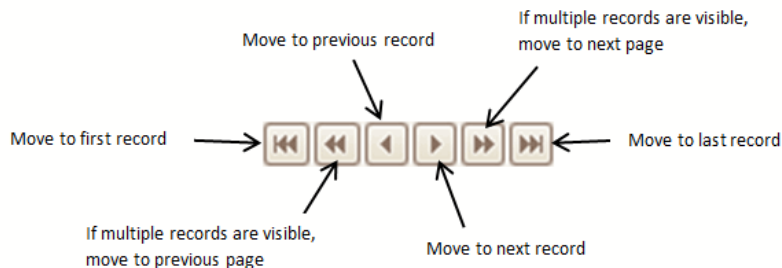 If multiple records are visible,
move to next page
Move to previous record
Move to first record
Move to last record
If multiple records are visible,
move to previous page
Move to next record